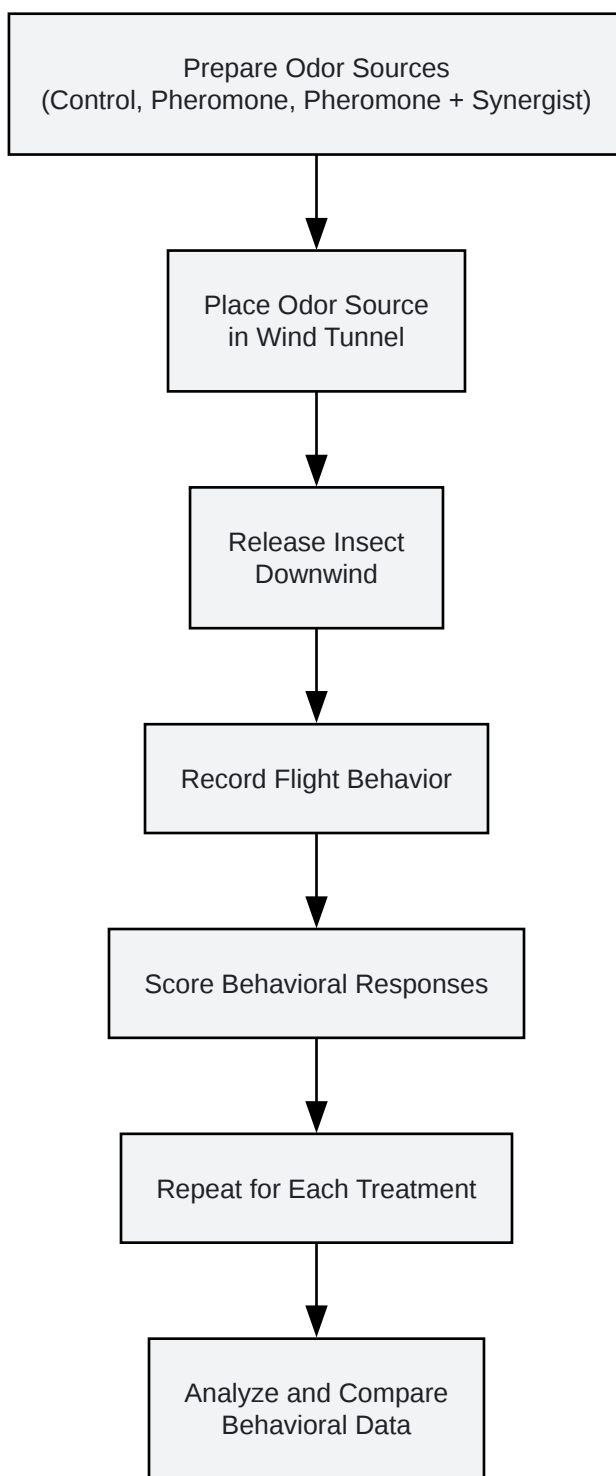 Prepare Odor Sources
(Control, Pheromone, Pheromone + Synergist)
Place Odor Source
in Wind Tunnel
Release Insect
Downwind
Record Flight Behavior
Score Behavioral Responses
Repeat for Each Treatment
Analyze and Compare
Behavioral Data